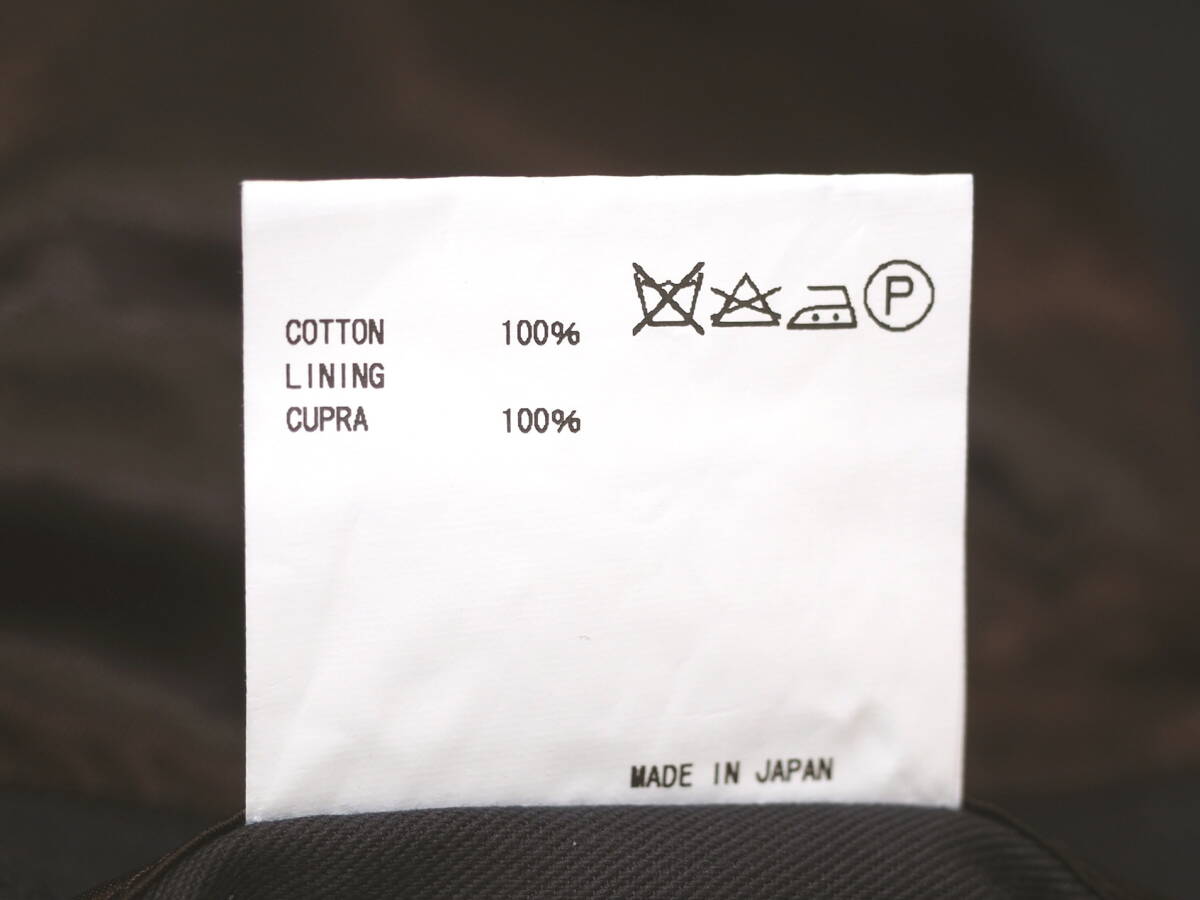 P
COTTON 100%
LINING
CUPRA 100%
MADE IN JAPAN